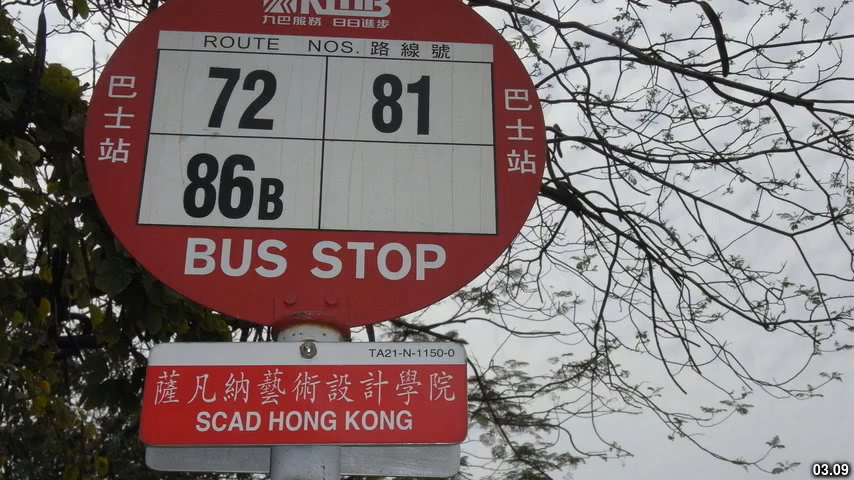 KMB
九巴服務 日日進步
ROUTE NOS. 路線號
巴士站
72
81
巴士站
86B
BUS STOP
TA21-N-1150-0
薩凡納藝術設計學院
SCAD HONG KONG
03.09